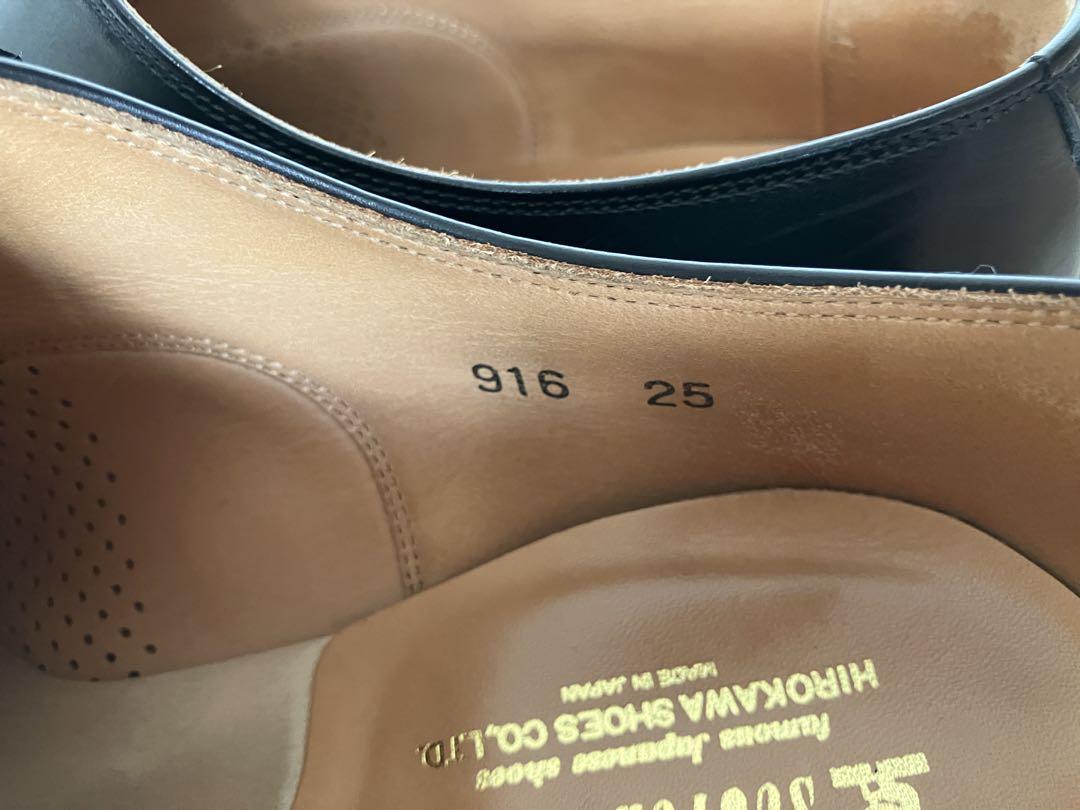 916 25
famous Japanese shoes
HIROKAWA SHOES CO.,LTD.
MADE IN JAPAN